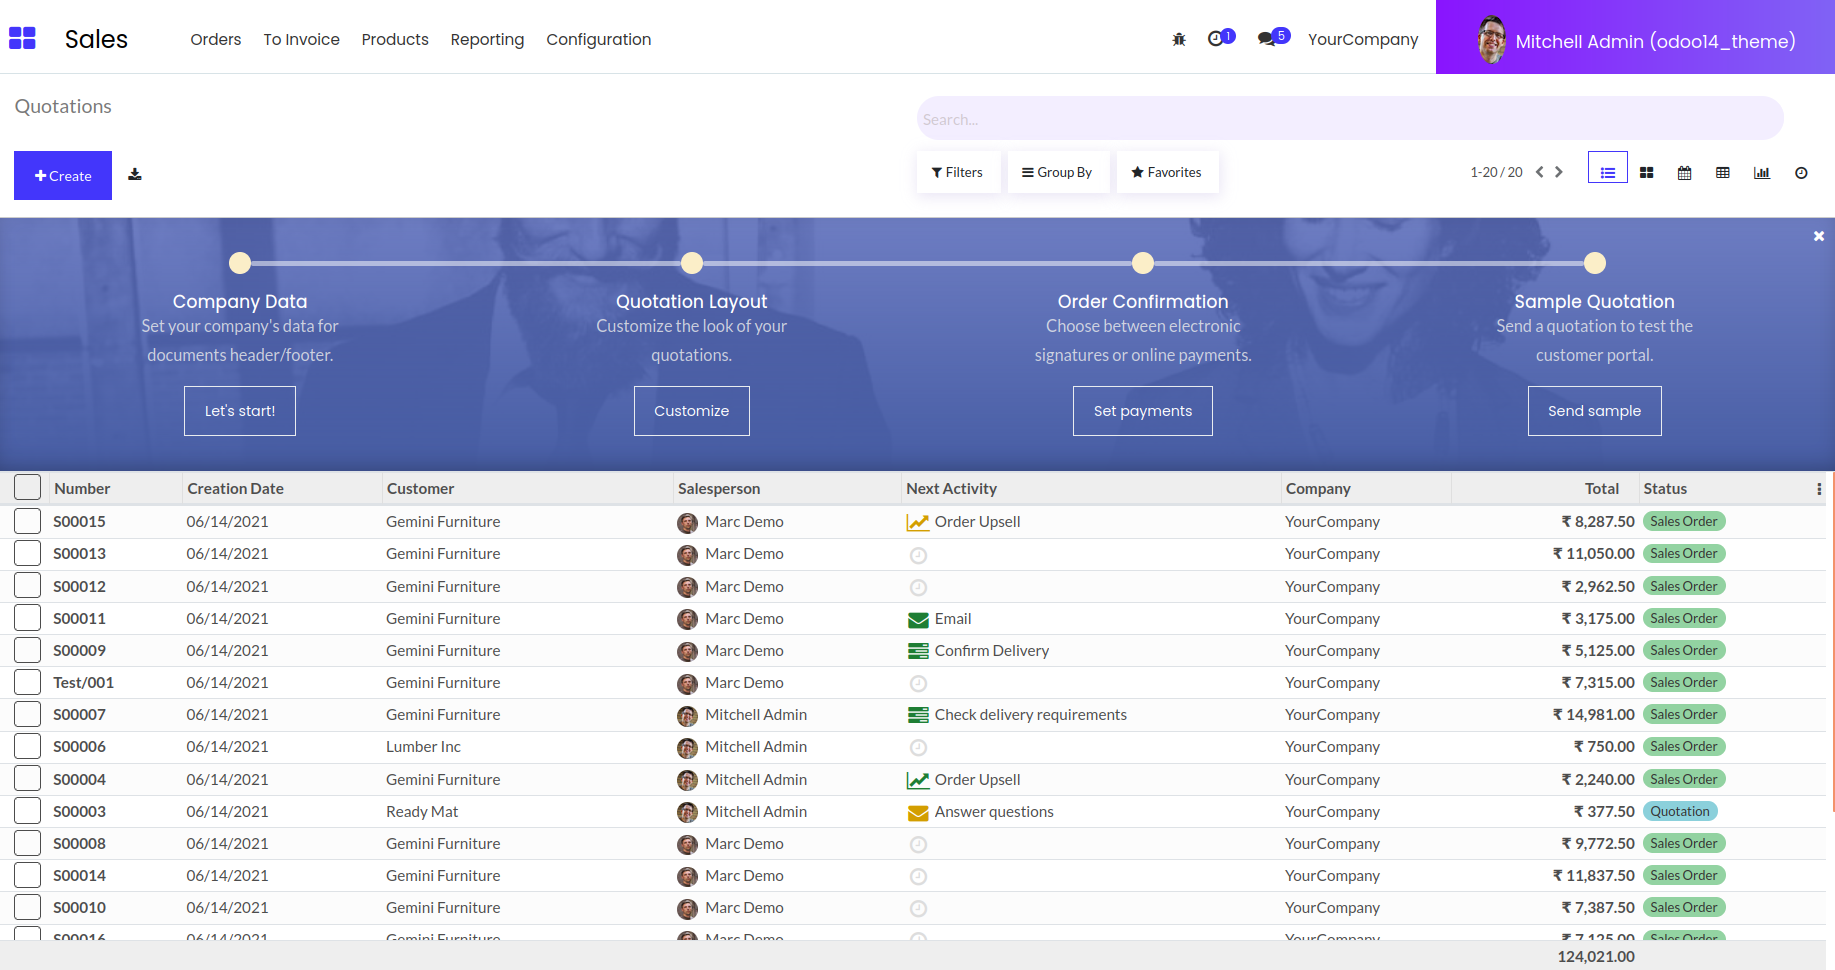 Sales Orders To Invoice Products Reporting Configuration 1 5 YourCompany Mitchell Admin (odoo14_theme)
Quotations
Search...
Create Filters Group By Favorites 1-20 / 20
Company Data
Set your company's data for
documents header/footer.
Let's start!
Quotation Layout
Customize the look of your
quotations.
Customize
Order Confirmation
Choose between electronic
signatures or online payments.
Set payments
Sample Quotation
Send a quotation to test the
customer portal.
Send sample
Number Creation Date Customer Salesperson Next Activity Company Total Status
S00015 06/14/2021 Gemini Furniture Marc Demo Order Upsell YourCompany ₹ 8,287.50 Sales Order
S00013 06/14/2021 Gemini Furniture Marc Demo YourCompany ₹ 11,050.00 Sales Order
S00012 06/14/2021 Gemini Furniture Marc Demo YourCompany ₹ 2,962.50 Sales Order
S00011 06/14/2021 Gemini Furniture Marc Demo Email YourCompany ₹ 3,175.00 Sales Order
S00009 06/14/2021 Gemini Furniture Marc Demo Confirm Delivery YourCompany ₹ 5,125.00 Sales Order
Test/001 06/14/2021 Gemini Furniture Marc Demo YourCompany ₹ 7,315.00 Sales Order
S00007 06/14/2021 Gemini Furniture Mitchell Admin Check delivery requirements YourCompany ₹ 14,981.00 Sales Order
S00006 06/14/2021 Lumber Inc Mitchell Admin YourCompany ₹ 750.00 Sales Order
S00004 06/14/2021 Gemini Furniture Mitchell Admin Order Upsell YourCompany ₹ 2,240.00 Sales Order
S00003 06/14/2021 Ready Mat Mitchell Admin Answer questions YourCompany ₹ 377.50 Quotation
S00008 06/14/2021 Gemini Furniture Marc Demo YourCompany ₹ 9,772.50 Sales Order
S00014 06/14/2021 Gemini Furniture Marc Demo YourCompany ₹ 11,837.50 Sales Order
S00010 06/14/2021 Gemini Furniture Marc Demo YourCompany ₹ 7,387.50 Sales Order
S00016 06/14/2021 Gemini Furniture Marc Demo YourCompany ₹ 7,125.00 Sales Order
124,021.00